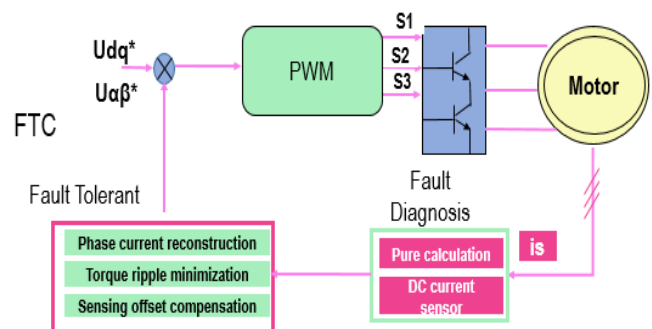 Udq*
Uαβ*
FTC
PWM
S1
S2
S3
Motor
Fault Tolerant
Phase current reconstruction
Torque ripple minimization
Sensing offset compensation
Fault
Diagnosis
Pure calculation
DC current
sensor
is